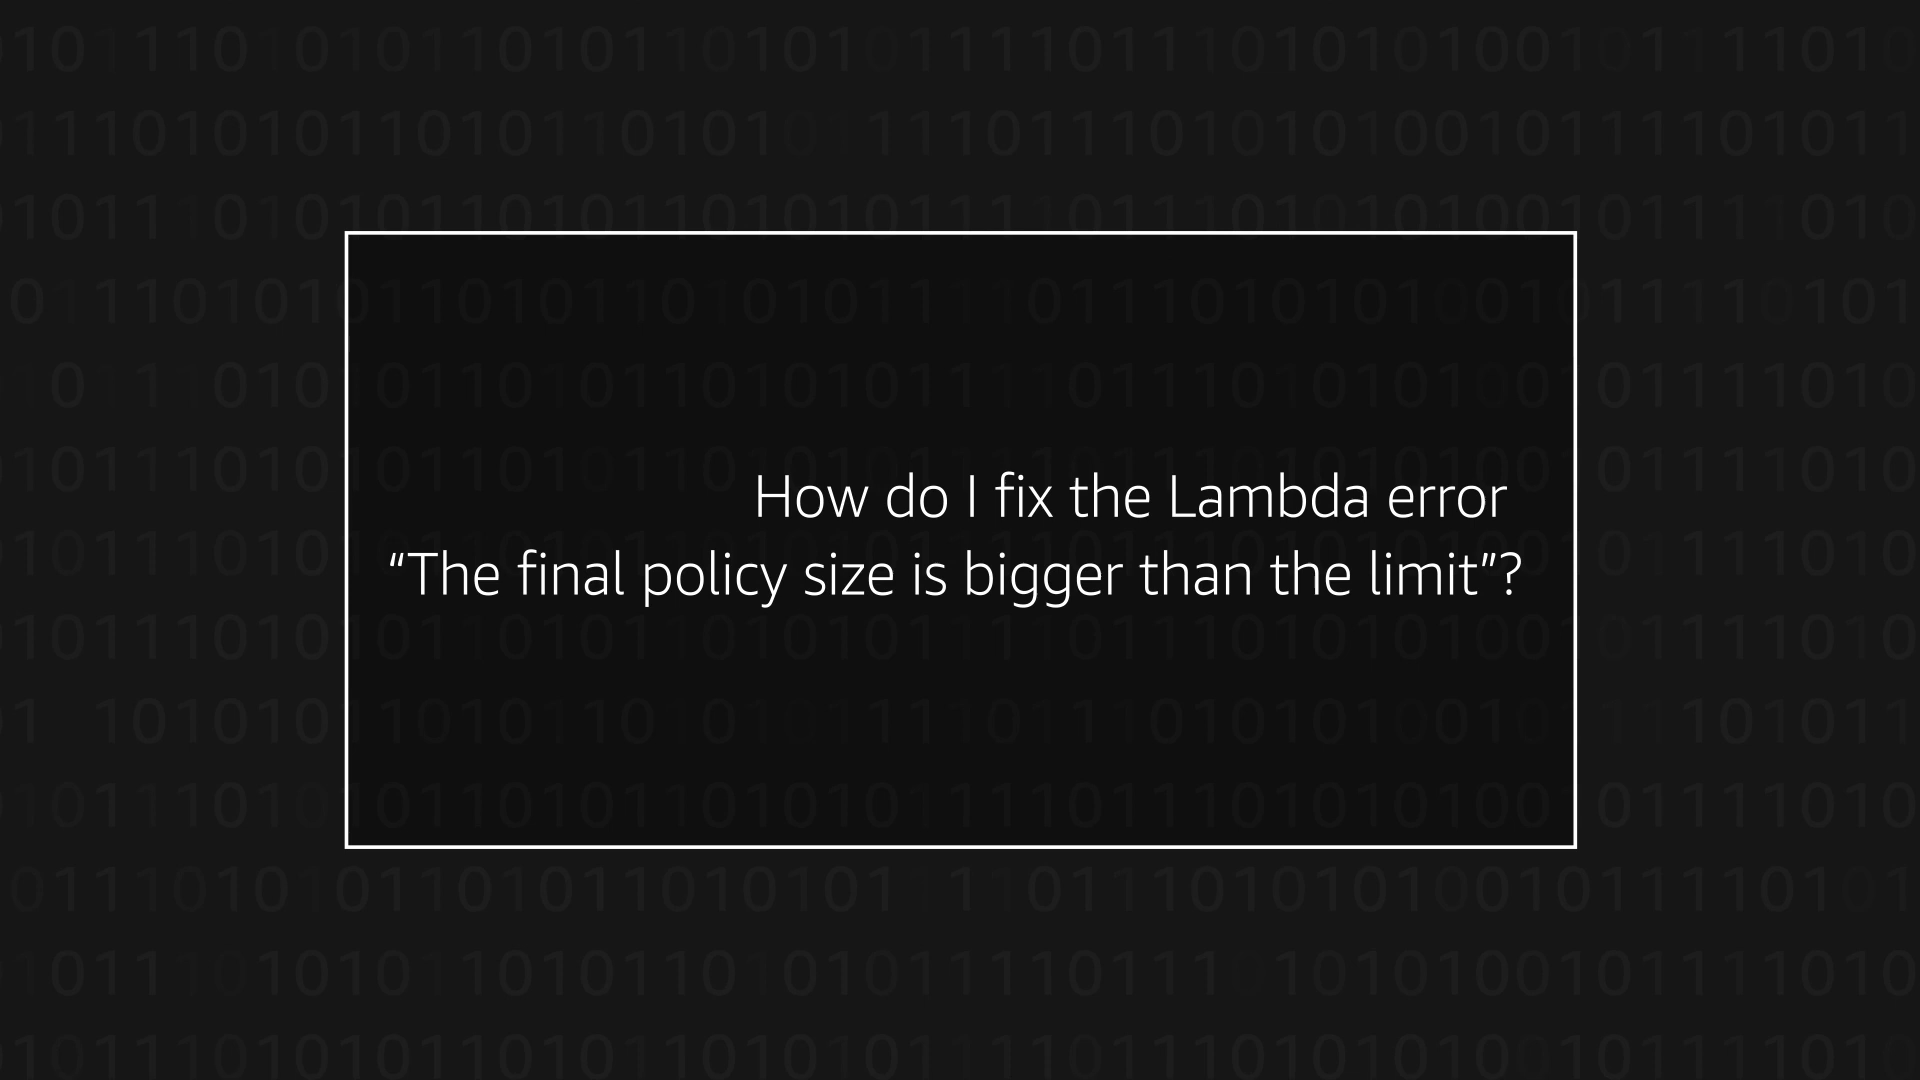 How do I fix the Lambda error
“The final policy size is bigger than the limit”?